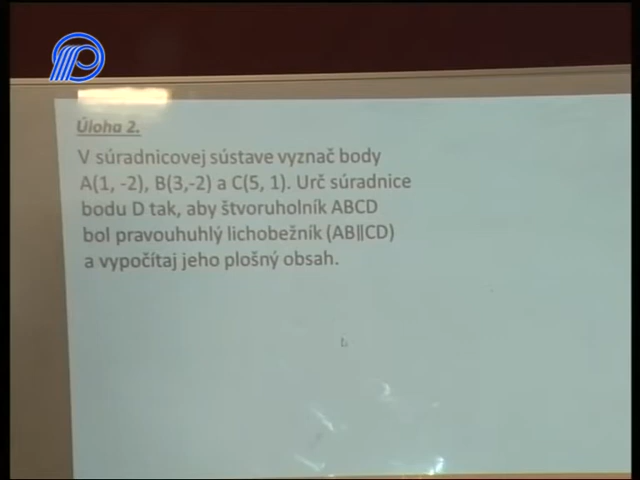 Úloha 2.
V súradnicovej sústave vyznač body
A(1, -2), B(3,-2) a C(5, 1). Urč súradnice
bodu D tak, aby štvoruholník ABCD
bol pravouhuhlý lichobežník (AB||CD)
a vypočítaj jeho plošný obsah.